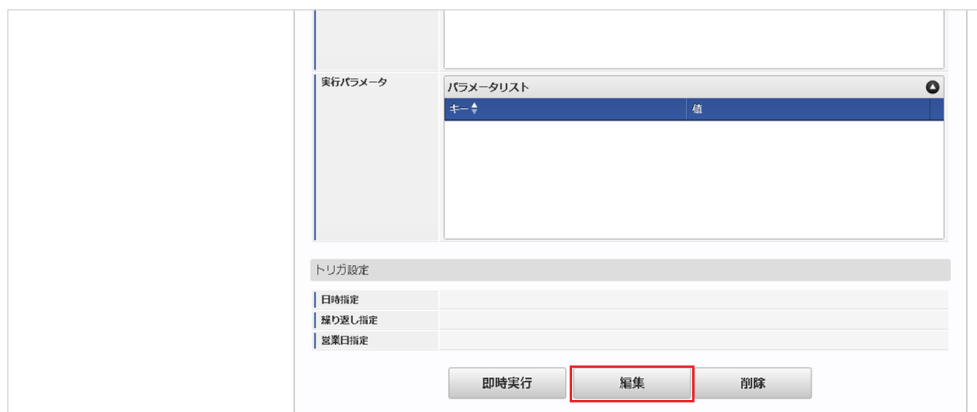 実行パラメータ
パラメータリスト
キー 値
トリガ設定
日時指定
繰り返し指定
営業日指定
即時実行 編集 削除